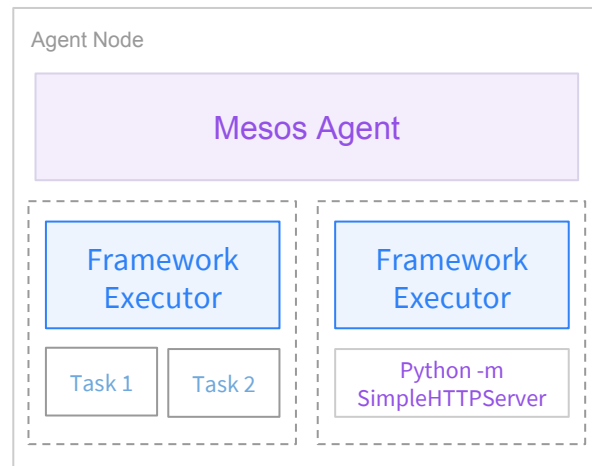 Agent Node
Mesos Agent
Framework
Executor
Task 1
Task 2
Framework
Executor
Python -m
SimpleHTTPServer